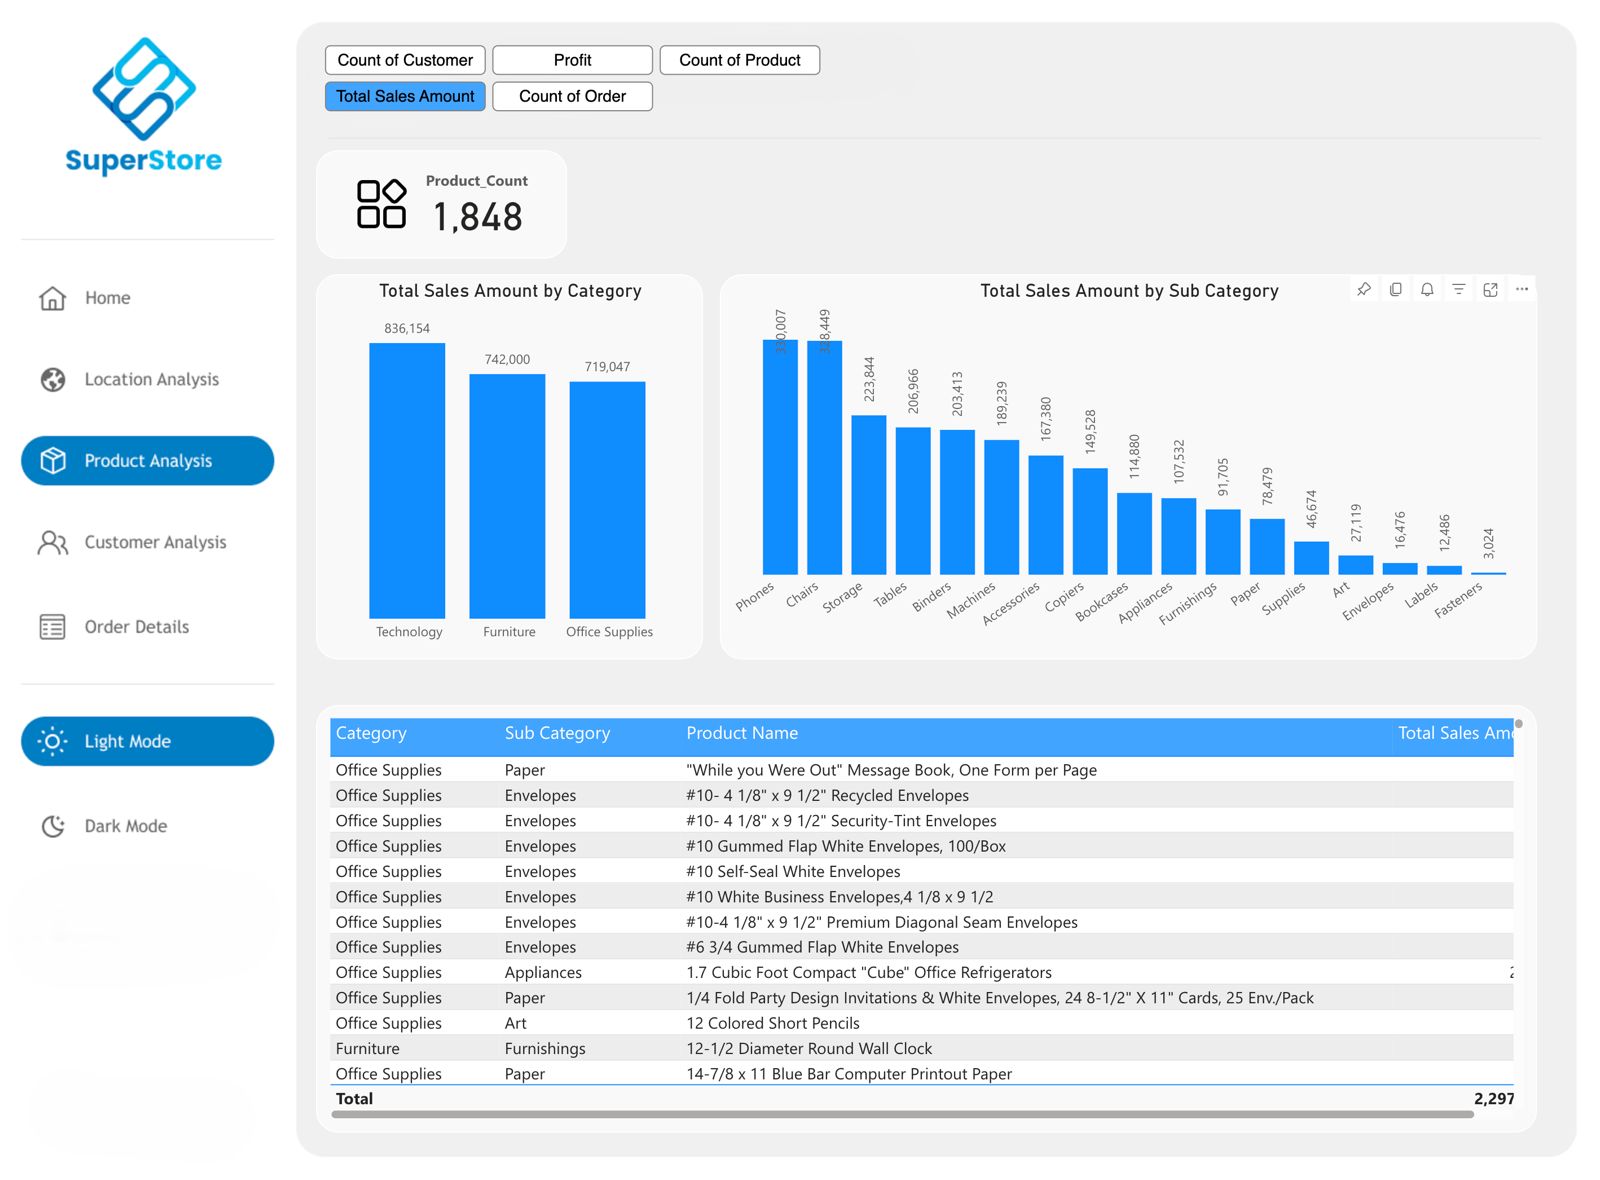 SuperStore
Home
Location Analysis
Product Analysis
Customer Analysis
Order Details
Light Mode
Dark Mode
Count of Customer Profit Count of Product
Total Sales Amount Count of Order
Product_Count
1,848
Total Sales Amount by Category
836,154
742,000
719,047
Technology Furniture Office Supplies
Total Sales Amount by Sub Category
330,007 328,449 223,844 206,966 203,413 189,239 167,380 149,528 114,880 107,532 91,705 78,479 46,674 27,119 16,476 12,486 3,024
Phones Chairs Storage Tables Binders Machines Accessories Copiers Bookcases Appliances Furnishings Paper Supplies Art Envelopes Labels Fasteners
Category Sub Category Product Name Total Sales Amo
Office Supplies Paper "While you Were Out" Message Book, One Form per Page
Office Supplies Envelopes #10- 4 1/8" x 9 1/2" Recycled Envelopes
Office Supplies Envelopes #10- 4 1/8" x 9 1/2" Security-Tint Envelopes
Office Supplies Envelopes #10 Gummed Flap White Envelopes, 100/Box
Office Supplies Envelopes #10 Self-Seal White Envelopes
Office Supplies Envelopes #10 White Business Envelopes,4 1/8 x 9 1/2
Office Supplies Envelopes #10-4 1/8" x 9 1/2" Premium Diagonal Seam Envelopes
Office Supplies Envelopes #6 3/4 Gummed Flap White Envelopes
Office Supplies Appliances 1.7 Cubic Foot Compact "Cube" Office Refrigerators 2
Office Supplies Paper 1/4 Fold Party Design Invitations & White Envelopes, 24 8-1/2" X 11" Cards, 25 Env./Pack
Office Supplies Art 12 Colored Short Pencils
Furniture Furnishings 12-1/2 Diameter Round Wall Clock
Office Supplies Paper 14-7/8 x 11 Blue Bar Computer Printout Paper
Total 2,297